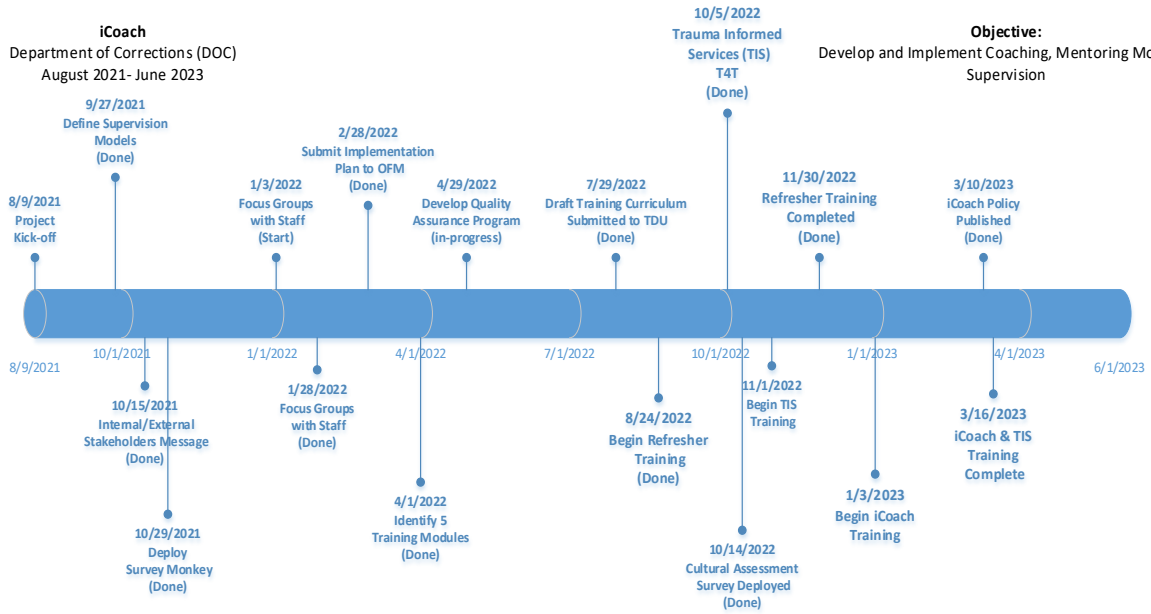 iCoach
Department of Corrections (DOC)
August 2021- June 2023
Objective:
Develop and Implement Coaching, Mentoring
Supervision
10/5/2022
Trauma Informed
Services (TIS)
T4T
(Done)
9/27/2021
Define Supervision
Models
(Done)
2/28/2022
Submit Implementation
Plan to OFM
(Done)
8/9/2021
Project
Kick-off
1/3/2022
Focus Groups
with Staff
(Start)
4/29/2022
Develop Quality
Assurance Program
(in-progress)
7/29/2022
Draft Training Curriculum
Submitted to TDU
(Done)
11/30/2022
Refresher Training
Completed
(Done)
3/10/2023
iCoach Policy
Published
(Done)
8/9/2021
10/1/2021
1/1/2022
4/1/2022
7/1/2022
10/1/2022
1/1/2023
4/1/2023
6/1/2023
10/15/2021
Internal/External
Stakeholders Message
(Done)
10/29/2021
Deploy
Survey Monkey
(Done)
1/28/2022
Focus Groups
with Staff
(Done)
4/1/2022
Identify 5
Training Modules
(Done)
8/24/2022
Begin Refresher
Training
(Done)
10/14/2022
Cultural Assessment
Survey Deployed
(Done)
11/1/2022
Begin TIS
Training
1/3/2023
Begin iCoach
Training
3/16/2023
iCoach & TIS
Training
Complete